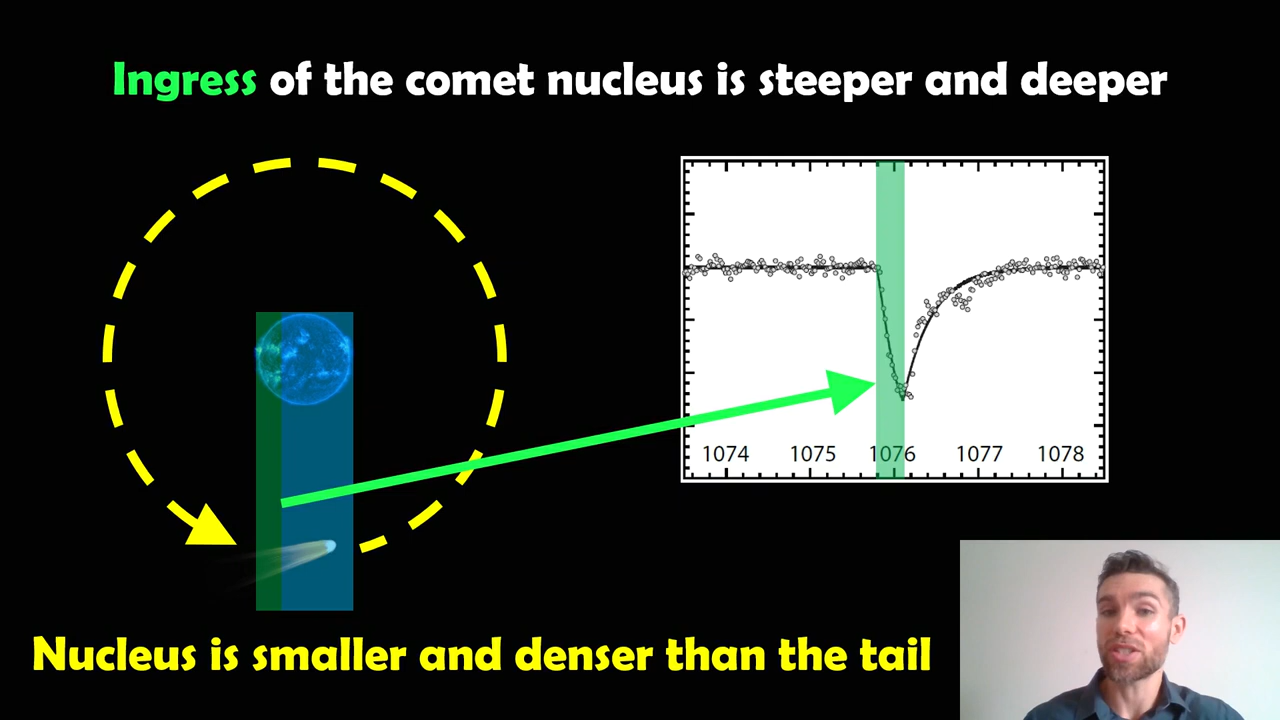 Ingress of the comet nucleus is steeper and deeper
1074 1075 1076 1077 1078
Nucleus is smaller and denser than the tail